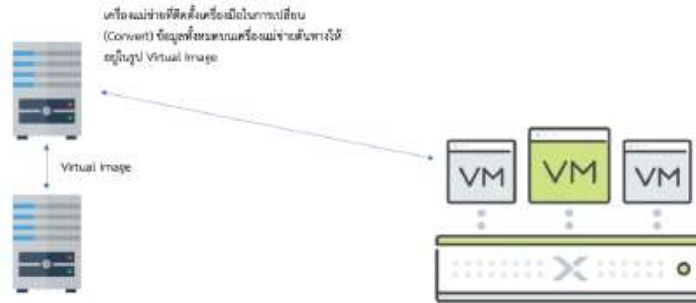 เครื่องแม่ข่ายที่ติดตั้งเครื่องมือในการเปลี่ยน
(Convert) ข้อมูลทั้งหมดบนเครื่องแม่ข่ายต้นทางให้
อยู่ในรูป Virtual Image
Virtual Image
VM
VM
VM